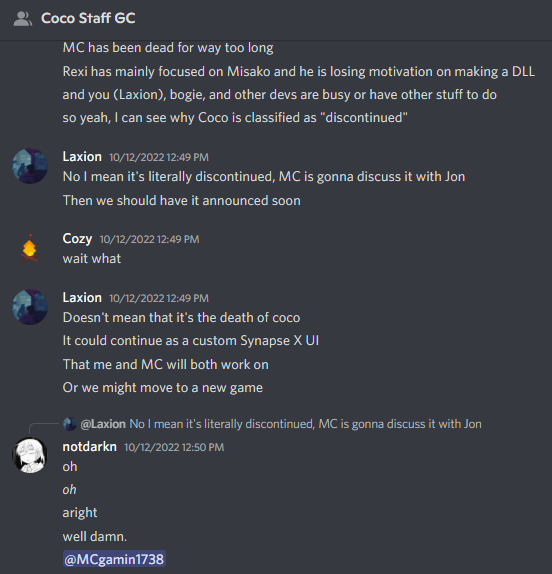 Coco Staff GC
MC has been dead for way too long
Rexi has mainly focused on Misako and he is losing motivation on making a DLL
and you (Laxion), bogie, and other devs are busy or have other stuff to do
so yeah, I can see why Coco is classified as "discontinued"
Laxion 10/12/2022 12:49 PM
No I mean it's literally discontinued, MC is gonna discuss it with Jon
Then we should have it announced soon
Cozy 10/12/2022 12:49 PM
wait what
Laxion 10/12/2022 12:49 PM
Doesn't mean that it's the death of coco
It could continue as a custom Synapse X UI
That me and MC will both work on
Or we might move to a new game
@Laxion No I mean it's literally discontinued, MC is gonna discuss it with Jon
notdarkn 10/12/2022 12:50 PM
oh
oh
aright
well damn.
@MCgamin1738